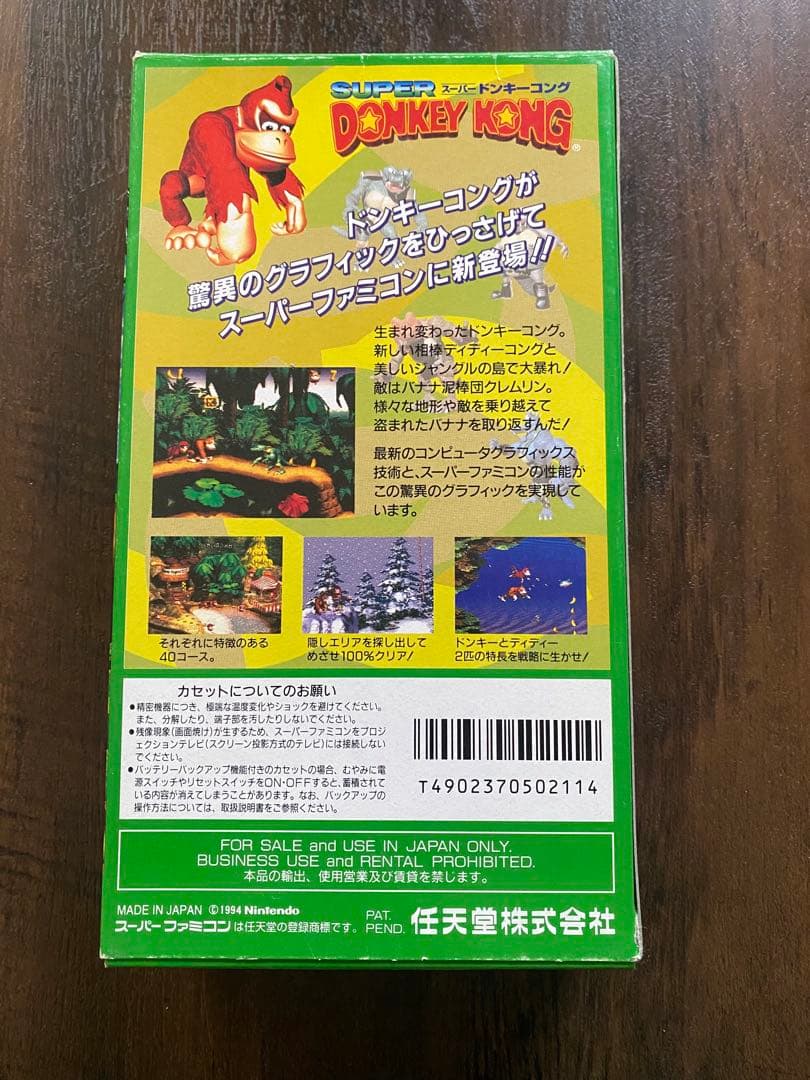 SUPER スーパードンキーコング
DONKEY KONG®
ドンキーコングが
驚異のグラフィックをひっさげて
スーパーファミコンに新登場!!
生まれ変わったドンキーコング。
新しい相棒ディディーコングと
美しいジャングルの島で大暴れ!
敵はバナナ泥棒団クレムリン。
様々な地形や敵を乗り越えて
盗まれたバナナを取り返すんだ!
最新のコンピュータグラフィックス
技術と、スーパーファミコンの性能が
この驚異のグラフィックを実現して
います。
それぞれに特徴のある
40コース。
隠しエリアを探し出して
めざせ100%クリア!
ドンキーとディディー
2匹の特長を戦略に生かせ!
カセットについてのお願い
●精密機器につき、極端な温度変化やショックを避けてください。
また、分解したり、端子部を汚したりしないでください。
●残像現象(画面焼け)が生ずるため、スーパーファミコンをプロジ
ェクションテレビ(スクリーン投影方式のテレビ)には接続しない
でください。
●バッテリーバックアップ機能付きのカセットの場合、むやみに電
源スイッチやリセットスイッチをON・OFFすると、蓄積されて
いる内容が消えてしまうことがあります。なお、バックアップの
操作方法については、取扱説明書をご参照ください。
T4902370502114
FOR SALE and USE IN JAPAN ONLY.
BUSINESS USE and RENTAL PROHIBITED.
本品の輸出、使用営業及び賃貸を禁じます。
MADE IN JAPAN ©1994 Nintendo
スーパーファミコンは任天堂の登録商標です。
PAT.
PEND.
任天堂株式会社